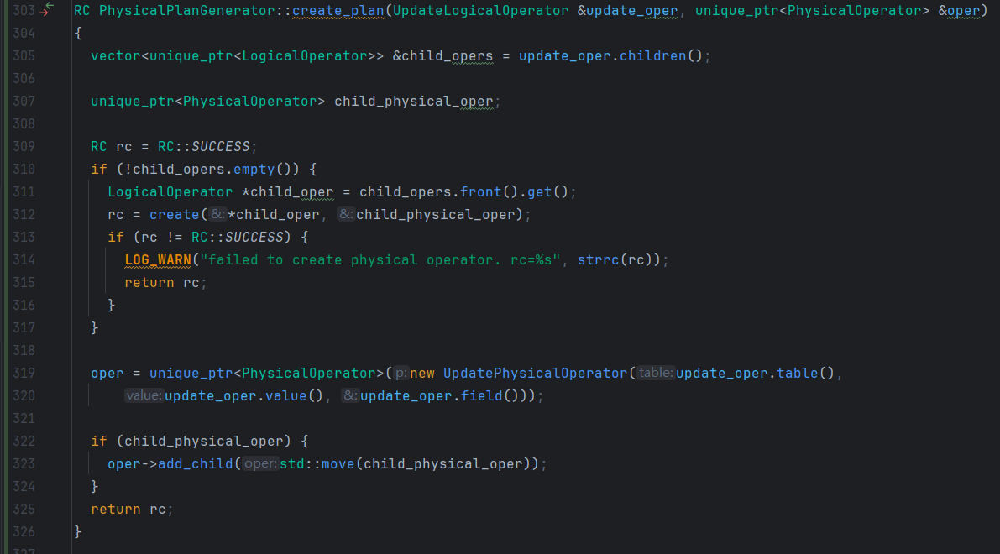 303 RC PhysicalPlanGenerator::create_plan(UpdateLogicalOperator &update_oper, unique_ptr<PhysicalOperator> &oper)
304 {
305   vector<unique_ptr<LogicalOperator>> &child_opers = update_oper.children();
306
307   unique_ptr<PhysicalOperator> child_physical_oper;
308
309   RC rc = RC::SUCCESS;
310   if (!child_opers.empty()) {
311     LogicalOperator *child_oper = child_opers.front().get();
312     rc = create(&: *child_oper, &: child_physical_oper);
313     if (rc != RC::SUCCESS) {
314       LOG_WARN("failed to create physical operator. rc=%s", strrc(rc));
315       return rc;
316     }
317   }
318
319   oper = unique_ptr<PhysicalOperator>(p: new UpdatePhysicalOperator(table: update_oper.table(),
320       value: update_oper.value(), &: update_oper.field()));
321
322   if (child_physical_oper) {
323     oper->add_child(oper: std::move(child_physical_oper));
324   }
325   return rc;
326 }
327